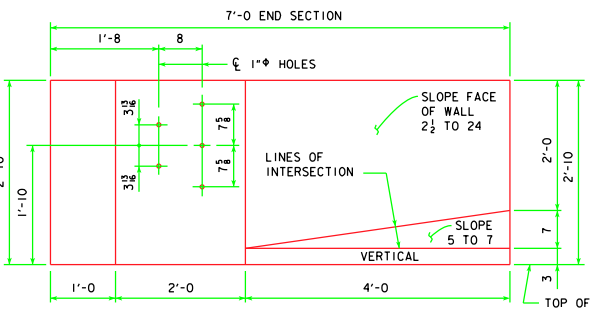 7'-0 END SECTION
1'-8
8
℄ 1"ϕ HOLES
3 13/16
3 13/16
7 5/8
7 5/8
SLOPE FACE
OF WALL
2 1/2 TO 24
LINES OF
INTERSECTION
SLOPE
5 TO 7
VERTICAL
1'-10
2'-0
2'-10
7
3
1'-0
2'-0
4'-0
TOP OF